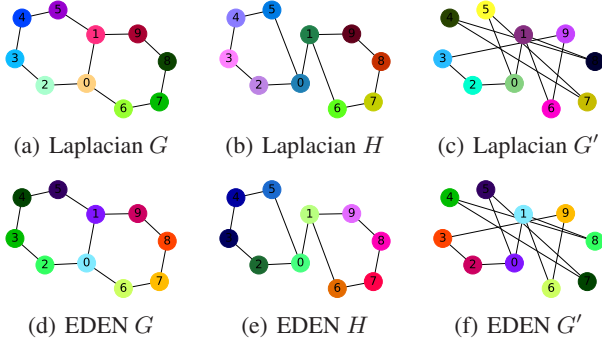 4 5 1 9 3 8 2 0 6 7
4 5 1 9 3 8 2 0 6 7
4 5 1 9 3 2 0 6 7
(a) Laplacian G
(b) Laplacian H
(c) Laplacian G′
4 5 1 9 3 8 2 0 6 7
4 5 1 9 8 2 0 6 7
4 5 1 9 3 8 2 0 6 7
(d) EDEN G
(e) EDEN H
(f) EDEN G′